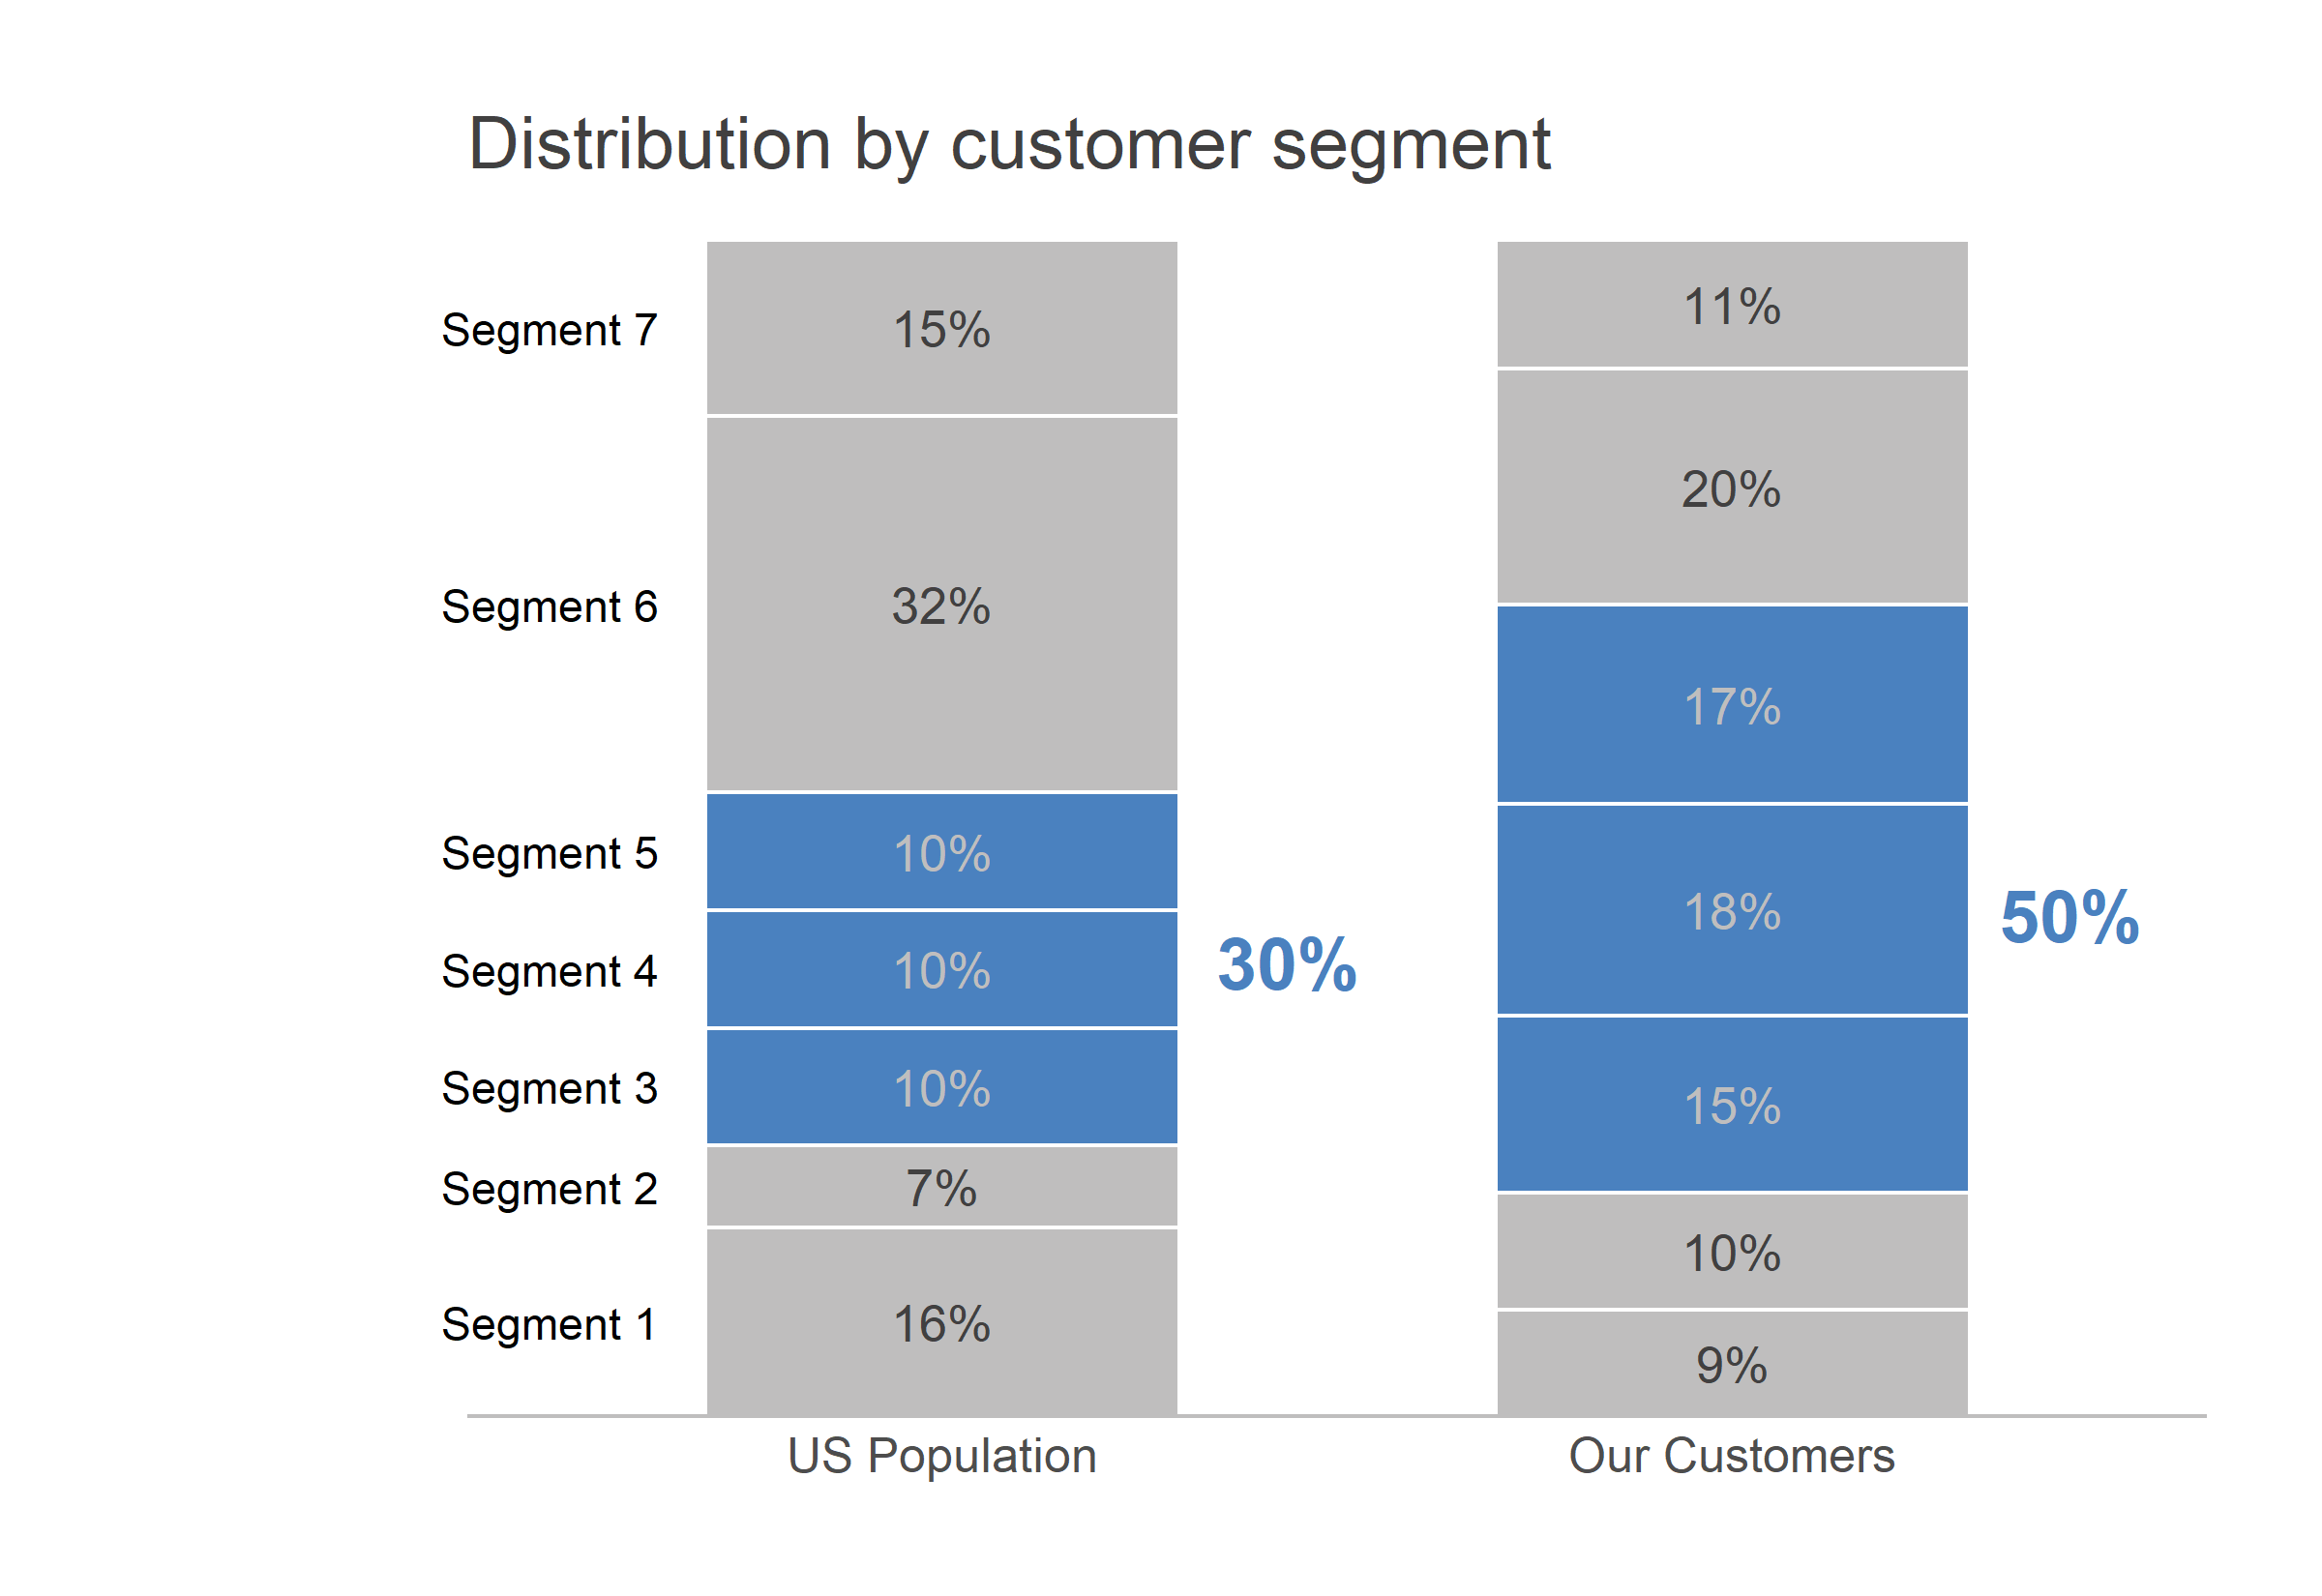 Distribution by customer segment
Segment 7 15% 11%
Segment 6 32% 20%
Segment 5 10% 17%
Segment 4 10% 30% 18% 50%
Segment 3 10% 15%
Segment 2 7% 10%
Segment 1 16% 9%
US Population Our Customers